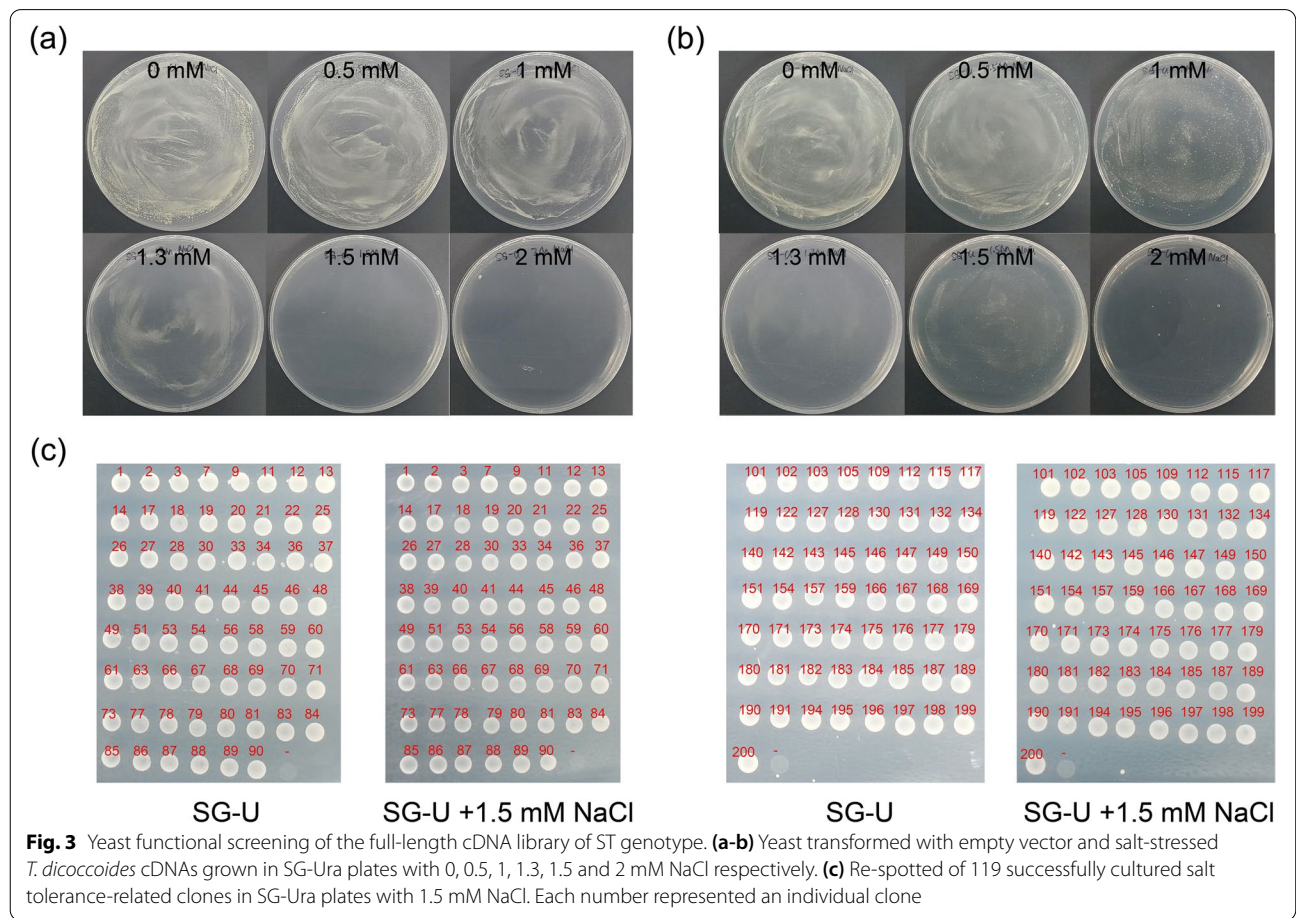 (a)
(b)
0 mM 0.5 mM 1 mM
0 mM 0.5 mM 1 mM
1.3 mM 1.5 mM 2 mM
1.3 mM 1.5 mM 2 mM
(c)
1 2 3 7 9 11 12 13
14 17 18 19 20 21 22 25
26 27 28 30 33 34 36 37
38 39 40 41 44 45 46 48
49 51 53 54 56 58 59 60
61 63 66 67 68 69 70 71
73 77 78 79 80 81 83 84
85 86 87 88 89 90 -
1 2 3 7 9 11 12 13
14 17 18 19 20 21 22 25
26 27 28 30 33 34 36 37
38 39 40 41 44 45 46 48
49 51 53 54 56 58 59 60
61 63 66 67 68 69 70 71
73 77 78 79 80 81 83 84
85 86 87 88 89 90 -
101 102 103 105 109 112 115 117
119 122 127 128 130 131 132 134
140 142 143 145 146 147 149 150
151 154 157 159 166 167 168 169
170 171 173 174 175 176 177 179
180 181 182 183 184 185 187 189
190 191 194 195 196 197 198 199
200 -
101 102 103 105 109 112 115 117
119 122 127 128 130 131 132 134
140 142 143 145 146 147 149 150
151 154 157 159 166 167 168 169
170 171 173 174 175 176 177 179
180 181 182 183 184 185 187 189
190 191 194 195 196 197 198 199
200 -
SG-U SG-U +1.5 mM NaCl SG-U SG-U +1.5 mM NaCl
Fig. 3 Yeast functional screening of the full-length cDNA library of ST genotype. (a-b) Yeast transformed with empty vector and salt-stressed
T. dicoccoides cDNAs grown in SG-Ura plates with 0, 0.5, 1, 1.3, 1.5 and 2 mM NaCl respectively. (c) Re-spotted of 119 successfully cultured salt
tolerance-related clones in SG-Ura plates with 1.5 mM NaCl. Each number represented an individual clone